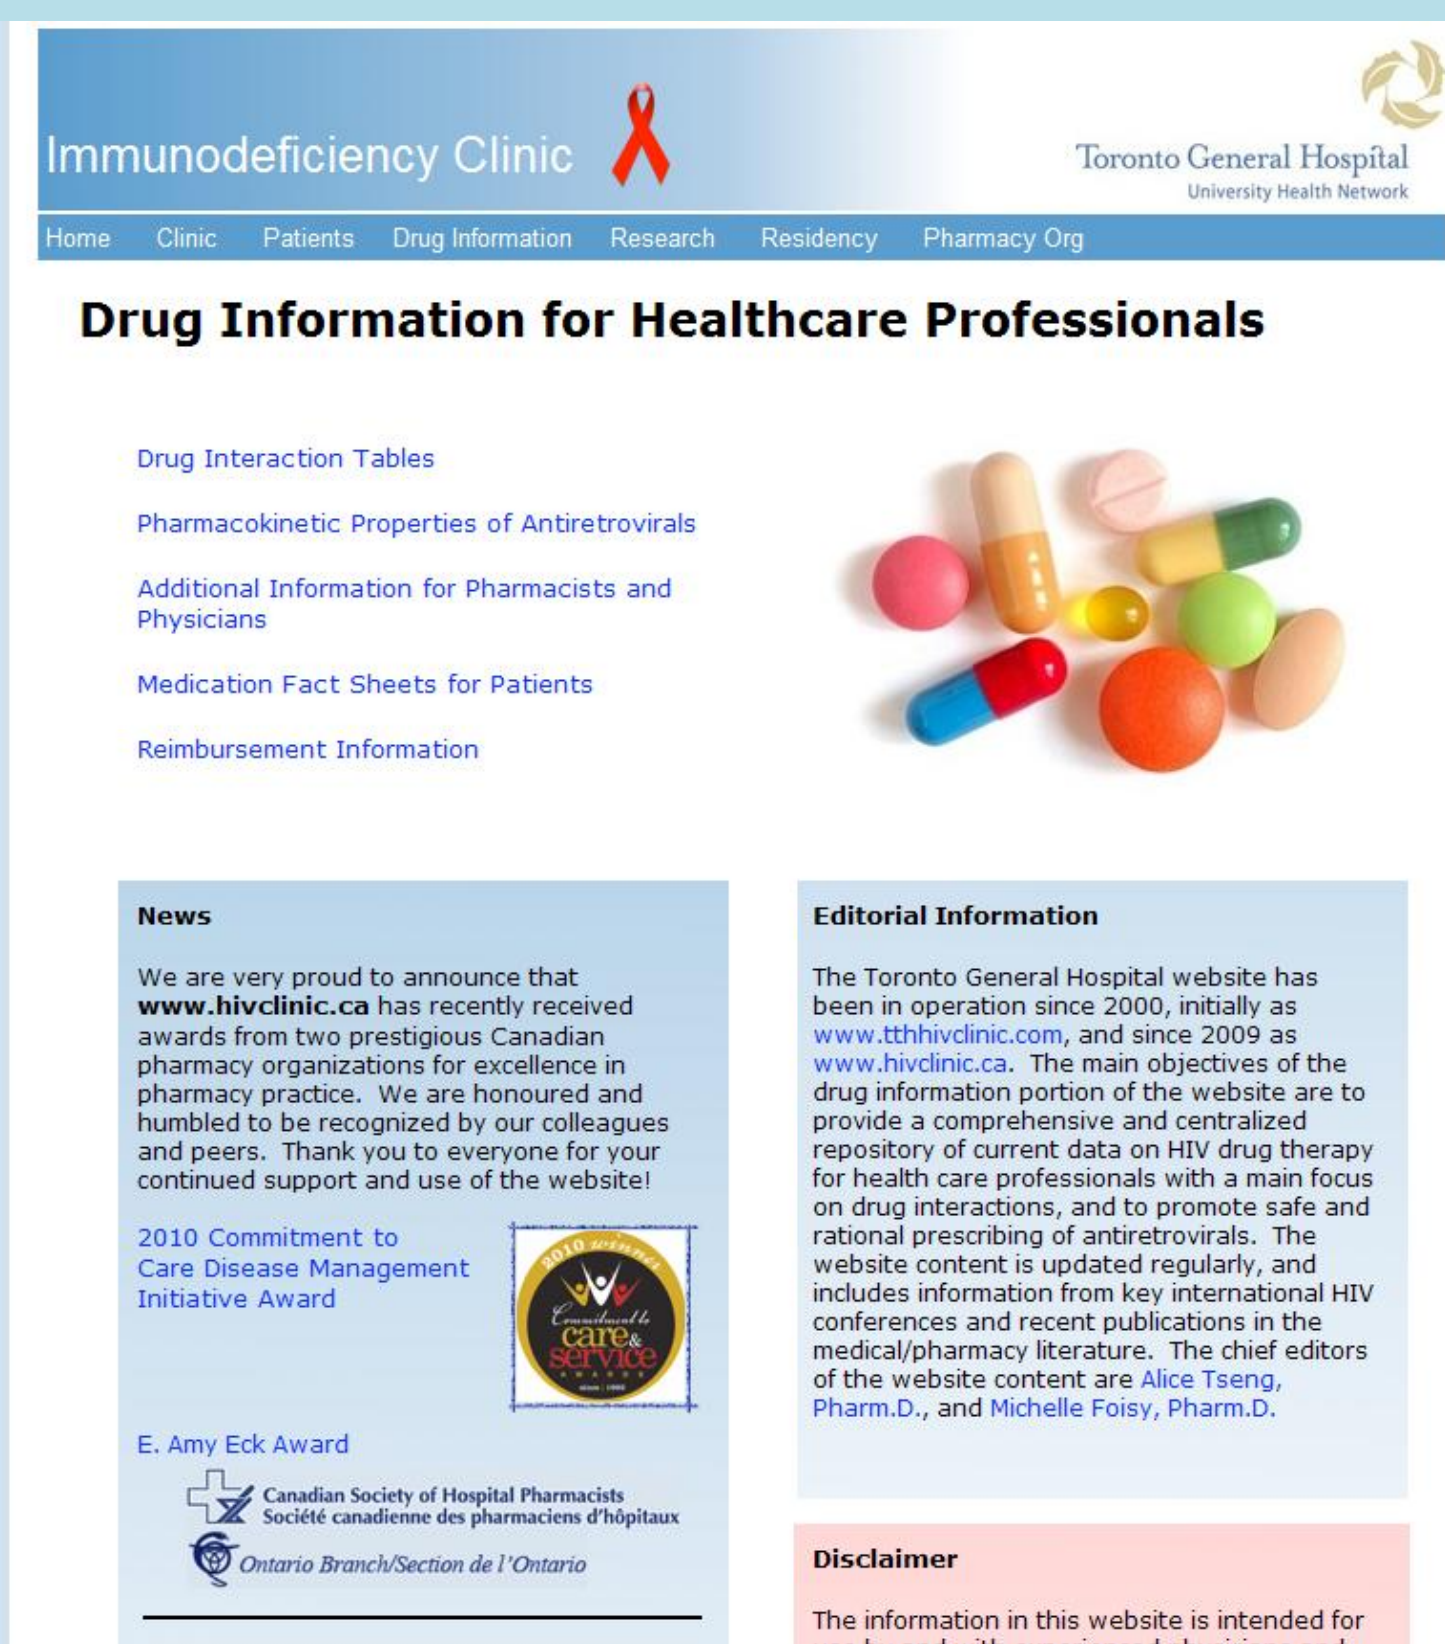 Immunodeficiency Clinic
Toronto General Hospital
University Health Network
Home Clinic Patients Drug Information Research Residency Pharmacy Org
Drug Information for Healthcare Professionals
Drug Interaction Tables
Pharmacokinetic Properties of Antiretrovirals
Additional Information for Pharmacists and
Physicians
Medication Fact Sheets for Patients
Reimbursement Information
News
We are very proud to announce that
www.hivclinic.ca has recently received
awards from two prestigious Canadian
pharmacy organizations for excellence in
pharmacy practice.  We are honoured and
humbled to be recognized by our colleagues
and peers.  Thank you to everyone for your
continued support and use of the website!
2010 Commitment to
Care Disease Management
Initiative Award
2010 winner
Commitment to
care &
service
AWARDS
E. Amy Eck Award
Canadian Society of Hospital Pharmacists
Société canadienne des pharmaciens d'hôpitaux
Ontario Branch/Section de l'Ontario
Editorial Information
The Toronto General Hospital website has
been in operation since 2000, initially as
www.tthhivclinic.com, and since 2009 as
www.hivclinic.ca.  The main objectives of the
drug information portion of the website are to
provide a comprehensive and centralized
repository of current data on HIV drug therapy
for health care professionals with a main focus
on drug interactions, and to promote safe and
rational prescribing of antiretrovirals.  The
website content is updated regularly, and
includes information from key international HIV
conferences and recent publications in the
medical/pharmacy literature.  The chief editors
of the website content are Alice Tseng,
Pharm.D., and Michelle Foisy, Pharm.D.
Disclaimer
The information in this website is intended for